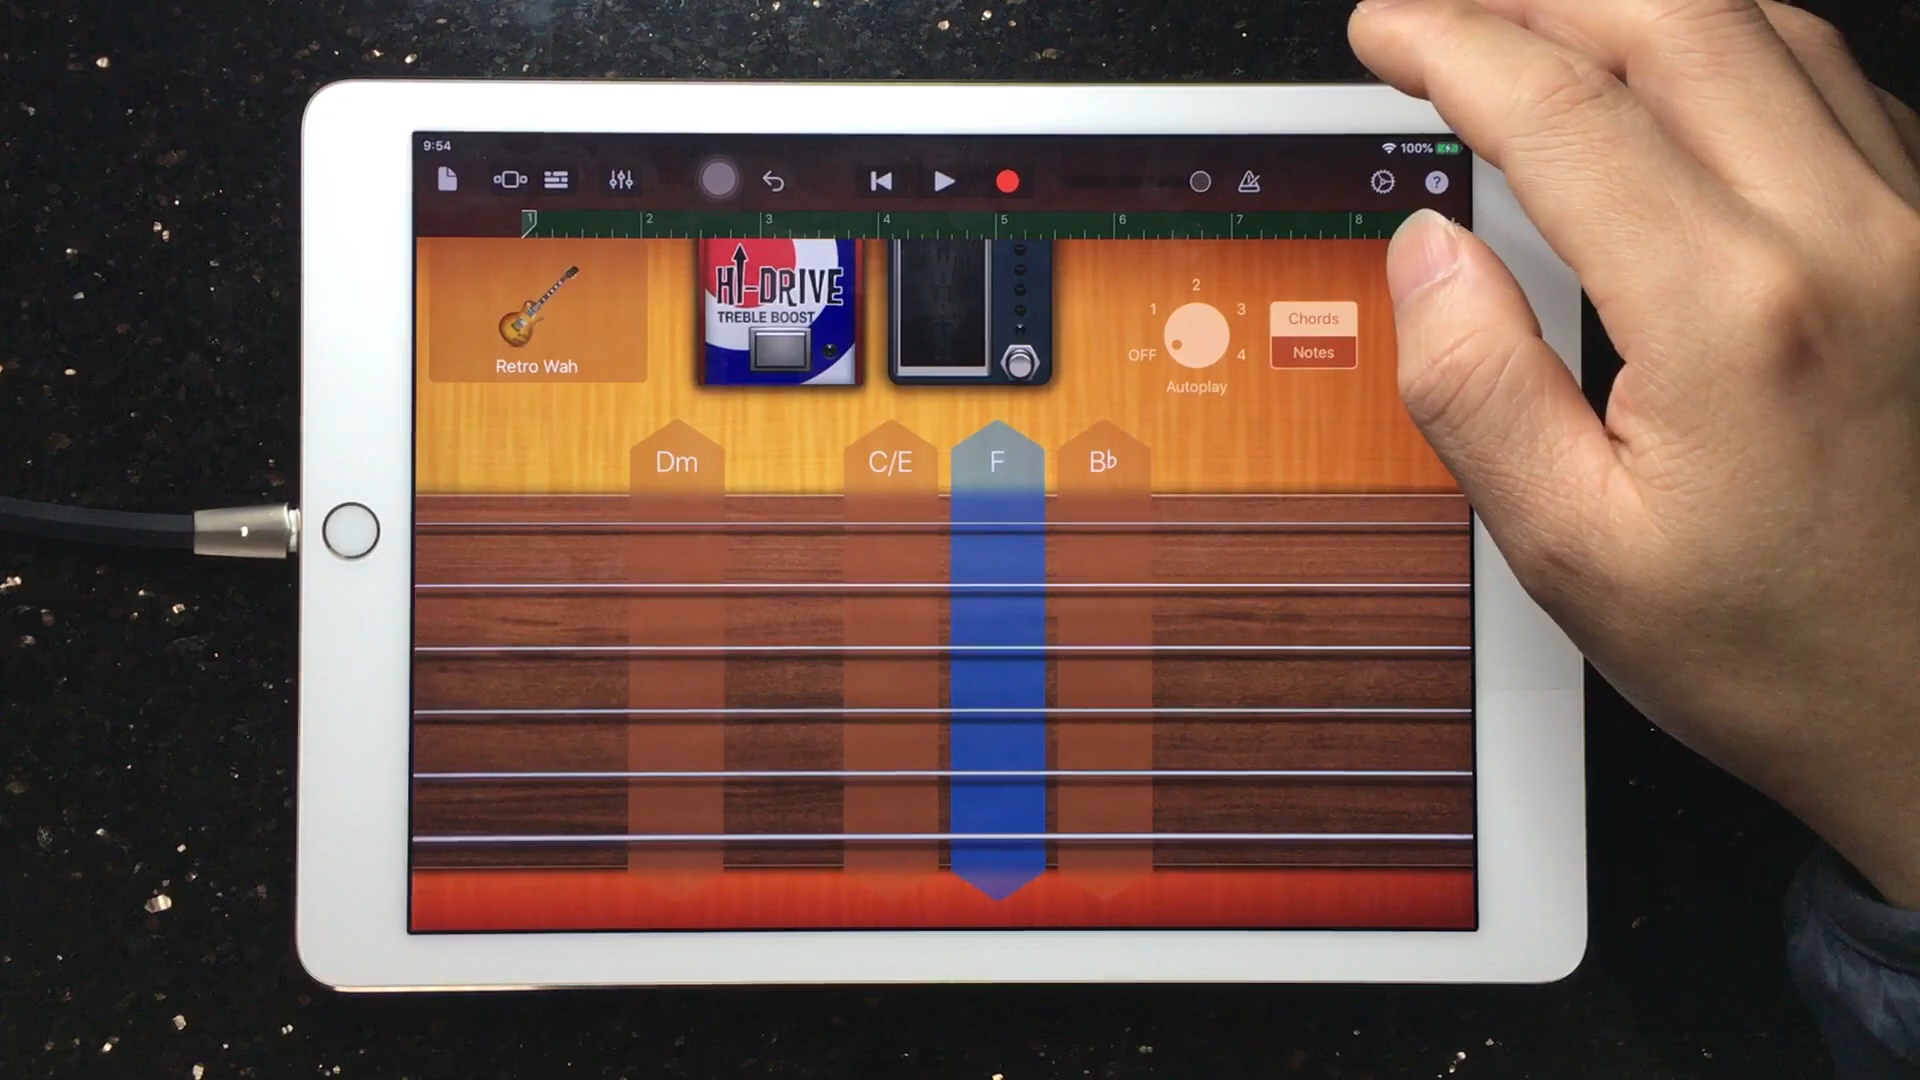 9:54
100%
?
1 2 3 4 5 6 7 8
HI-DRIVE
TREBLE BOOST
Retro Wah
2
1 3
OFF 4
Autoplay
Chords
Notes
Dm C/E F B♭